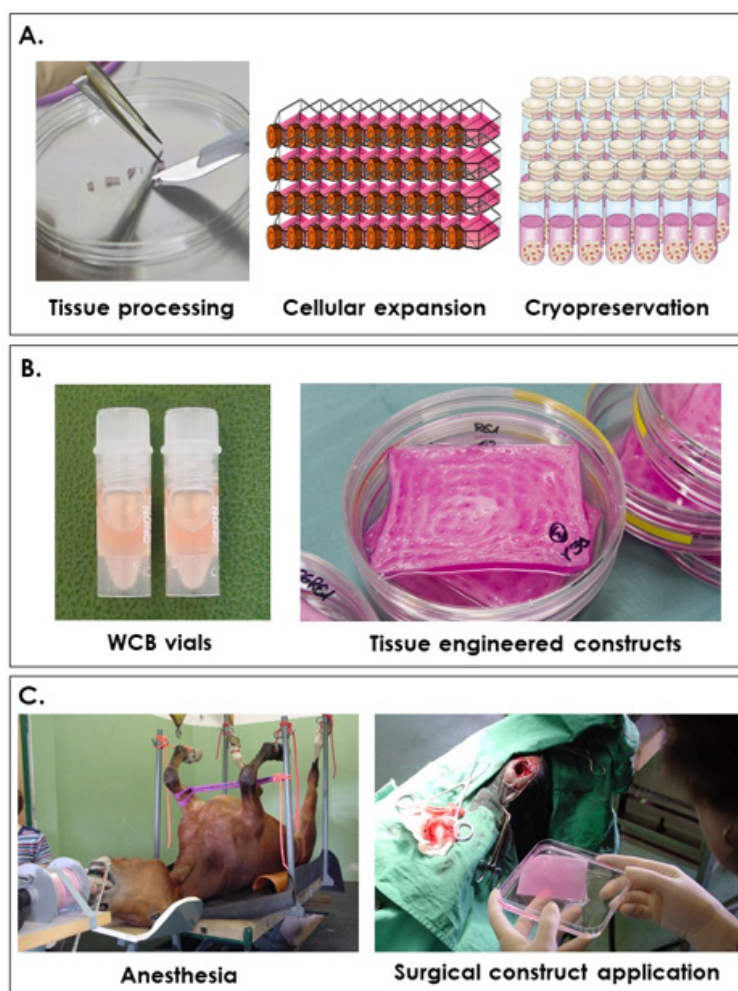 A.
Tissue processing
Cellular expansion
Cryopreservation
B.
WCB vials
Tissue engineered constructs
C.
Anesthesia
Surgical construct application